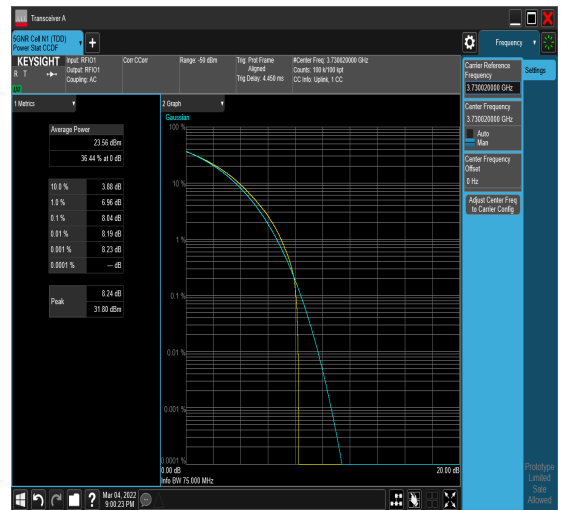 Transceiver A
5GNR Cell N1 (TDD)
Power Stat CCDF
Frequency
KEYSIGHT
R T
LVI
Input: RFIO1
Output: RFIO1
Coupling: AC
Corr CCorr
Range: -50 dBm
Trig: Prot Frame
Aligned
Trig Delay: 4.450 ms
#Center Freq: 3.730020000 GHz
Counts: 100 k/100 kpt
CC Info: Uplink, 1 CC
Carrier Reference
Frequency
3.730020000 GHz
Center Frequency
3.730020000 GHz
Auto
Man
Center Frequency
Offset
0 Hz
Adjust Center Freq
to Carrier Config
Settings
1 Metrics
Average Power
23.56 dBm
36.44 % at 0 dB
10.0 % 3.88 dB
1.0 % 6.96 dB
0.1 % 8.04 dB
0.01 % 8.19 dB
0.001 % 8.23 dB
0.0001 % --- dB
Peak
8.24 dB
31.80 dBm
2 Graph
Gaussian
100 %
10 %
1 %
0.1 %
0.01 %
0.001 %
0.0001 %
0.00 dB
20.00 dB
Info BW 75.000 MHz
Mar 04, 2022
9:00:23 PM
Prototype
Limited
Sale
Allowed